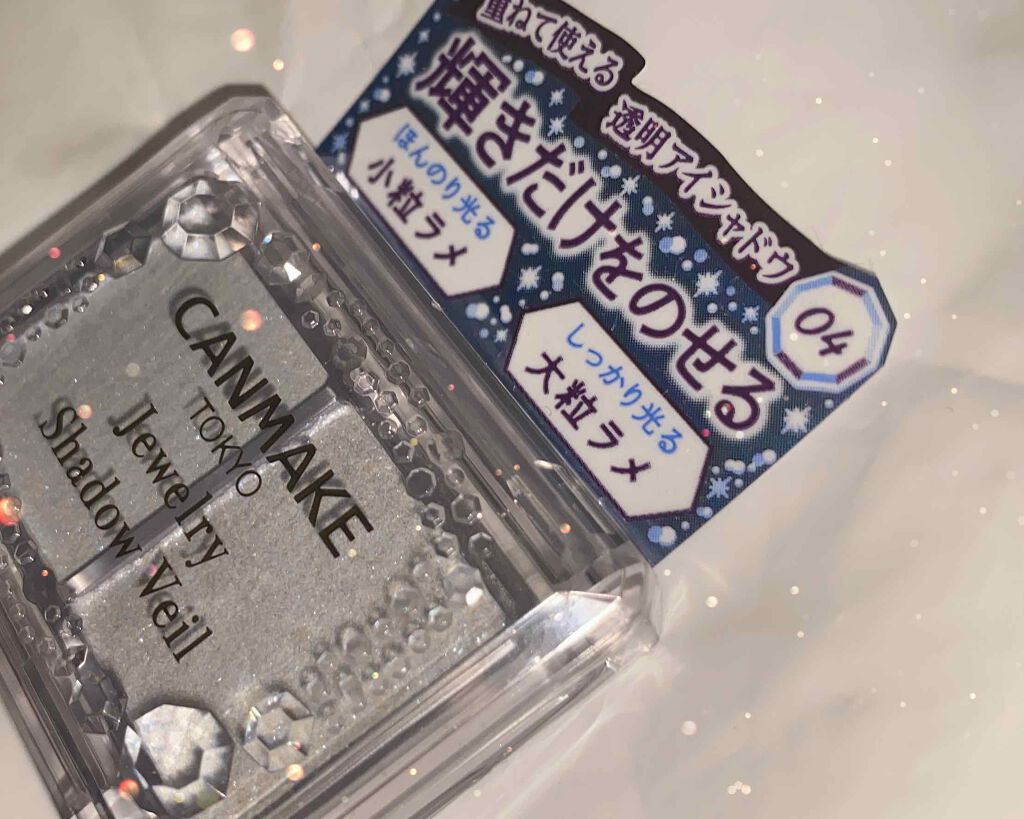 重ねて使える
透明アイシャドウ
輝きだけをのせる
04
ほんのり光る
小粒ラメ
しっかり光る
大粒ラメ
CANMAKE
TOKYO
Jewelry
Shadow Veil